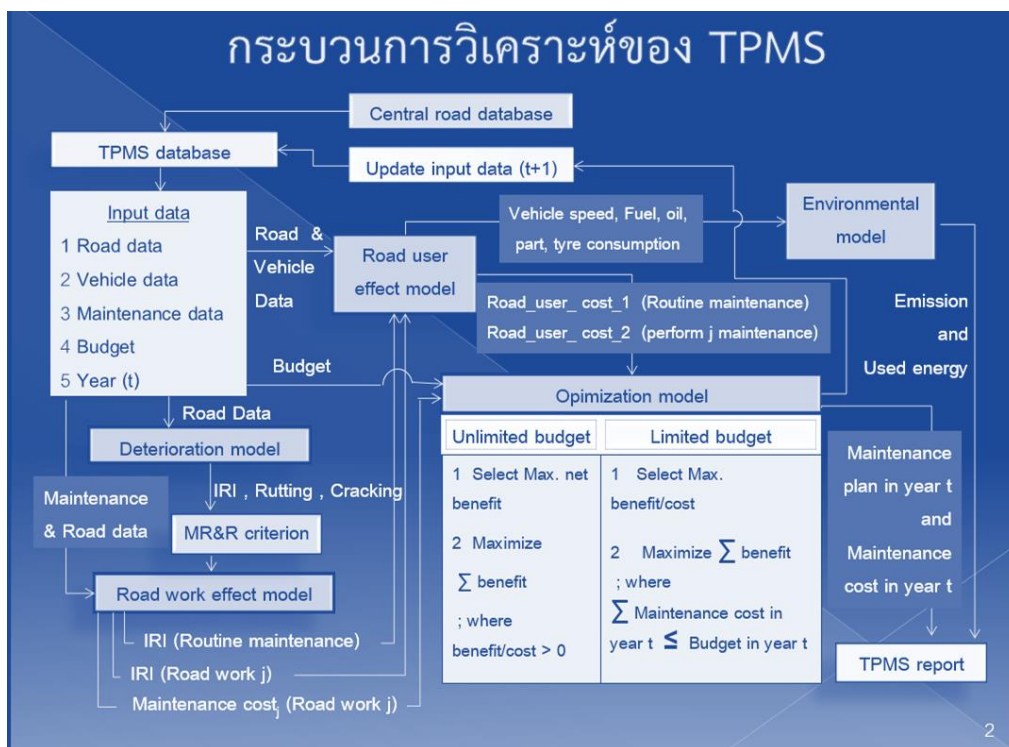 กระบวนการวิเคราะห์ของ TPMS
Central road database
TPMS database
Update input data (t+1)
Input data
1 Road data
2 Vehicle data
3 Maintenance data
4 Budget
5 Year (t)
Road &
Vehicle
Data
Road user
effect model
Vehicle speed, Fuel, oil,
part, tyre consumption
Environmental
model
Road_user_ cost_1 (Routine maintenance)
Road_user_ cost_2 (perform j maintenance)
Emission
and
Used energy
Budget
Road Data
Deterioration model
IRI , Rutting , Cracking
Maintenance
& Road data
MR&R criterion
Road work effect model
IRI (Routine maintenance)
IRI (Road work j)
Maintenance costj (Road work j)
Opimization model
Unlimited budget
1 Select Max. net
benefit
2 Maximize
∑ benefit
; where
benefit/cost > 0
Limited budget
1 Select Max.
benefit/cost
2 Maximize ∑ benefit
; where
∑ Maintenance cost in
year t ≤ Budget in year t
Maintenance
plan in year t
and
Maintenance
cost in year t
TPMS report
2